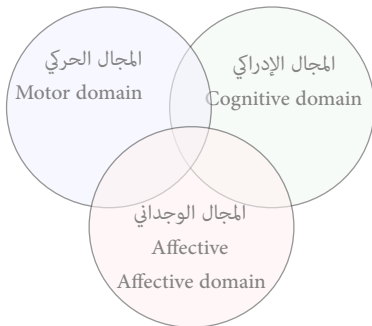 المجال الحركي
Motor domain
المجال الإدراكي
Cognitive domain
المجال الوجداني
Affective
Affective domain